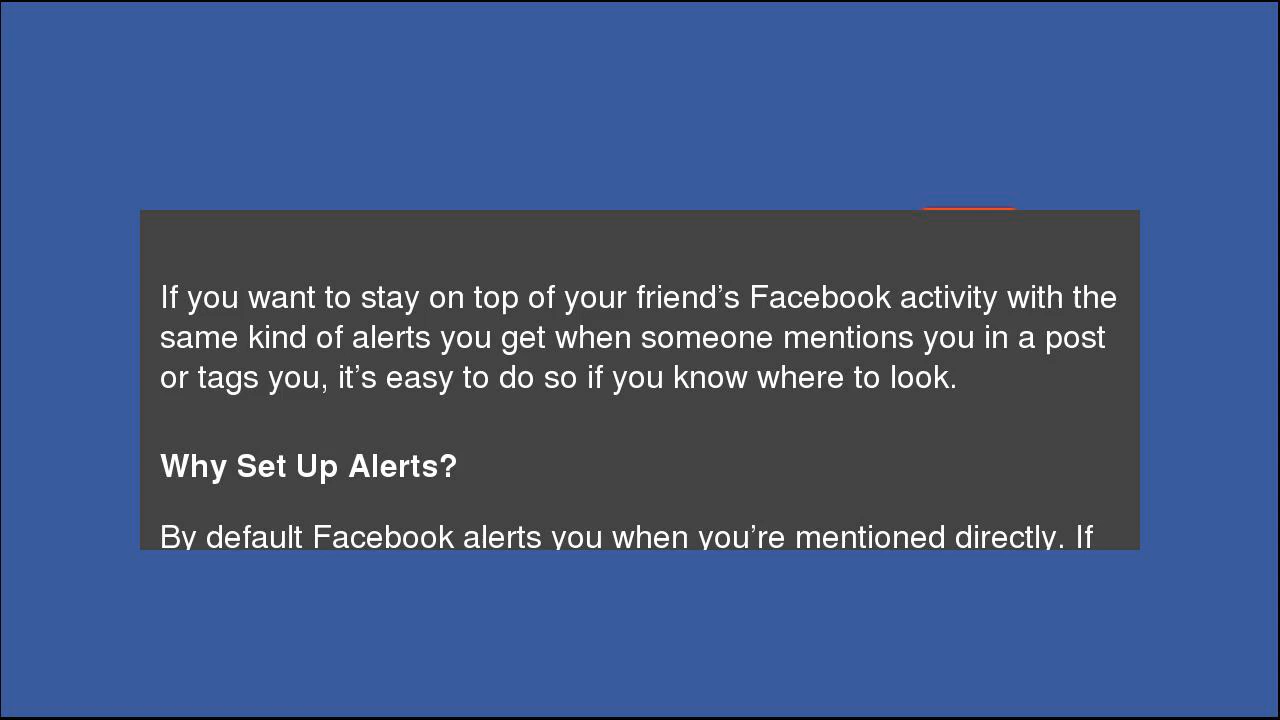 If you want to stay on top of your friend’s Facebook activity with the
same kind of alerts you get when someone mentions you in a post
or tags you, it’s easy to do so if you know where to look.
Why Set Up Alerts?
By default Facebook alerts you when you’re mentioned directly. If